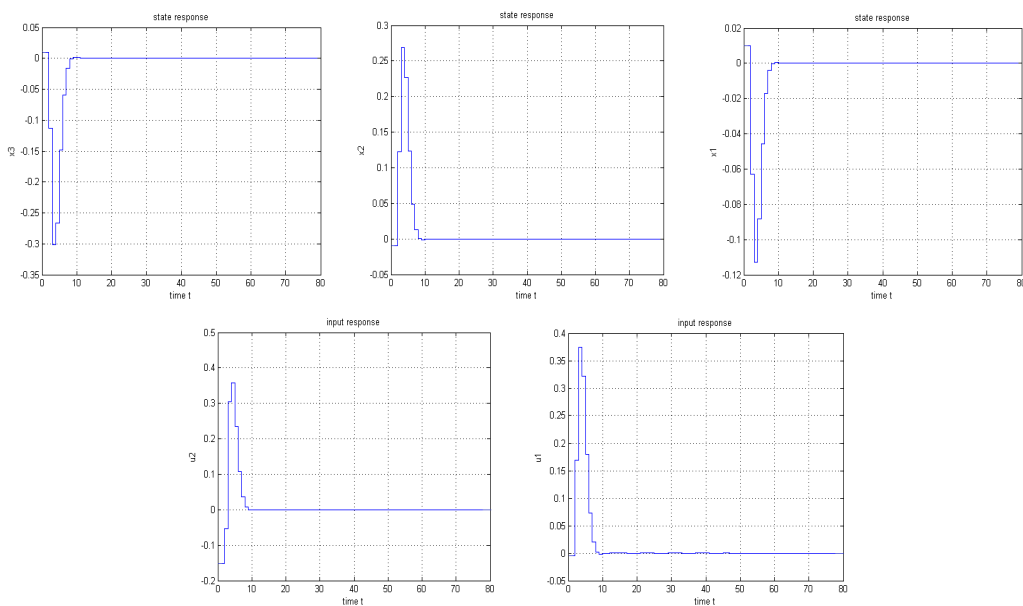 state response
0.05
0
-0.05
-0.1
-0.15
-0.2
-0.25
-0.3
-0.35
x3
0 10 20 30 40 50 60 70 80
time t
state response
0.3
0.25
0.2
0.15
0.1
0.05
0
-0.05
x2
0 10 20 30 40 50 60 70 80
time t
state response
0.02
0
-0.02
-0.04
-0.06
-0.08
-0.1
-0.12
x1
0 10 20 30 40 50 60 70 80
time t
input response
0.5
0.4
0.3
0.2
0.1
0
-0.1
-0.2
u2
0 10 20 30 40 50 60 70 80
time t
input response
0.4
0.35
0.3
0.25
0.2
0.15
0.1
0.05
0
-0.05
u1
0 10 20 30 40 50 60 70 80
time t